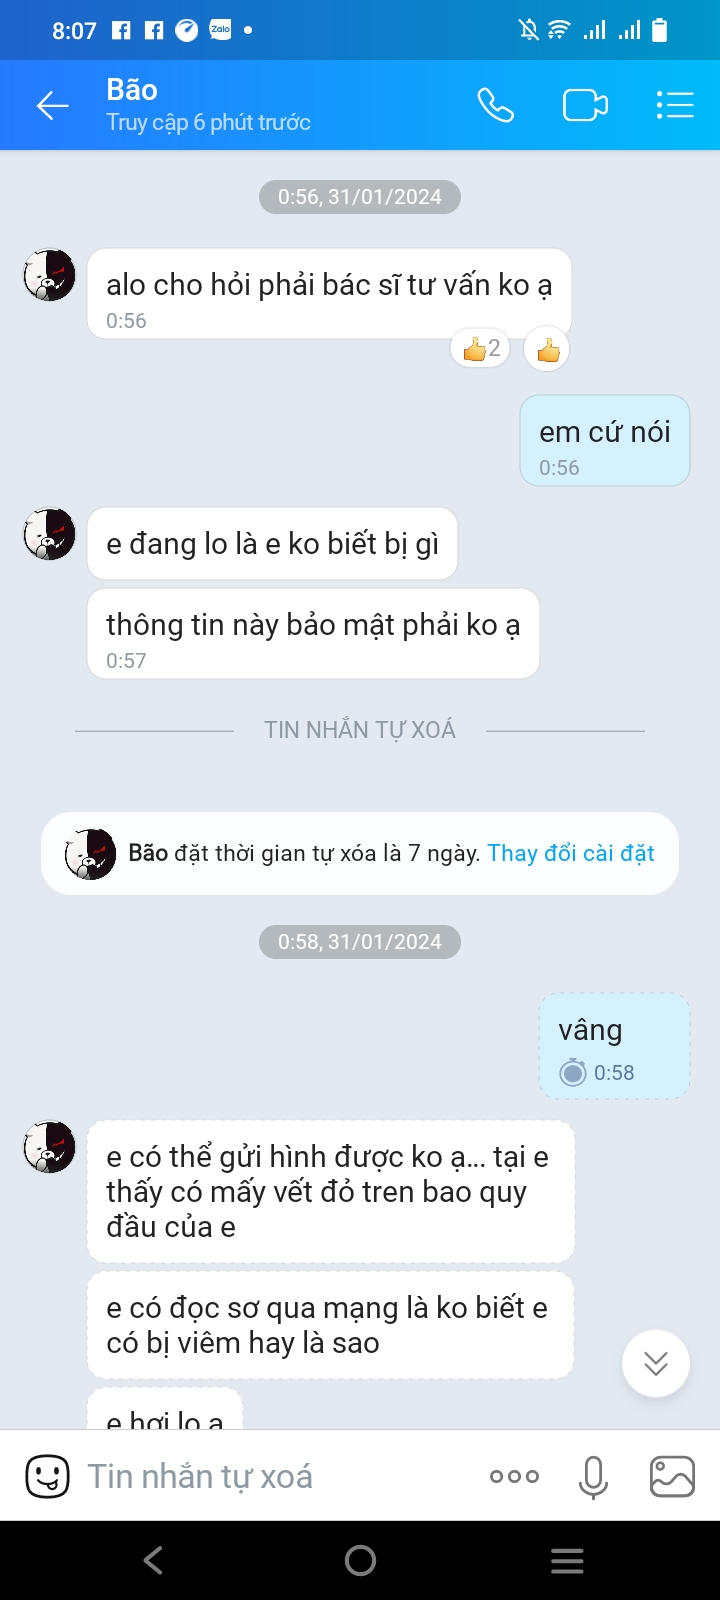 8:07
Zalo
Bão
Truy cập 6 phút trước
0:56, 31/01/2024
alo cho hỏi phải bác sĩ tư vấn ko ạ
0:56
2
em cứ nói
0:56
e đang lo là e ko biết bị gì
thông tin này bảo mật phải ko ạ
0:57
TIN NHẮN TỰ XOÁ
Bão đặt thời gian tự xóa là 7 ngày. Thay đổi cài đặt
0:58, 31/01/2024
vâng
0:58
e có thể gửi hình được ko ạ... tại e
thấy có mấy vết đỏ tren bao quy
đầu của e
e có đọc sơ qua mạng là ko biết e
có bị viêm hay là sao
e hơi lo ạ
Tin nhắn tự xoá